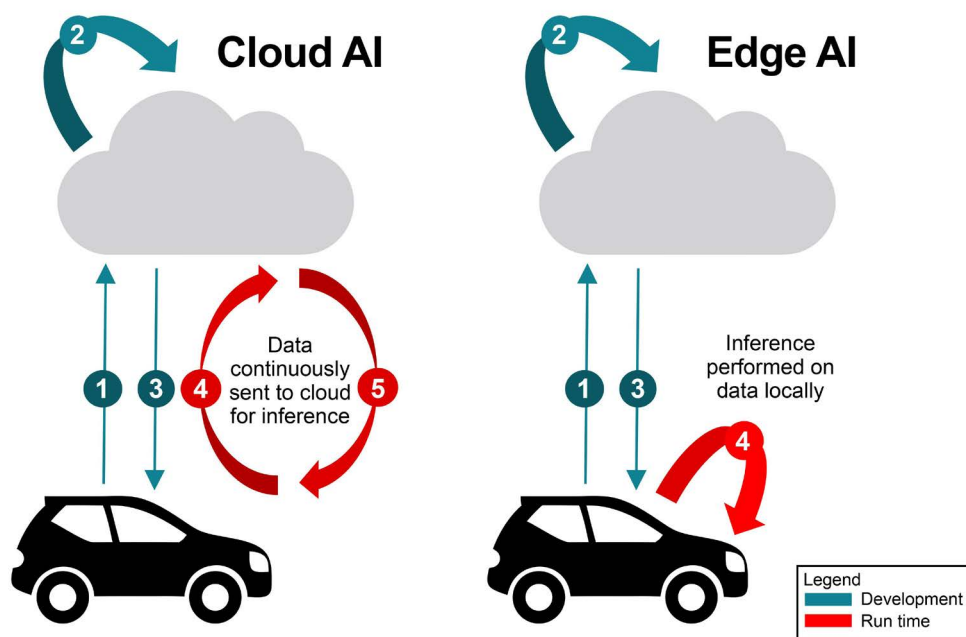 2
Cloud AI
1
3
4
Data
continuously
sent to cloud
for inference
5
2
Edge AI
1
3
Inference
performed on
data locally
4
Legend
Development
Run time